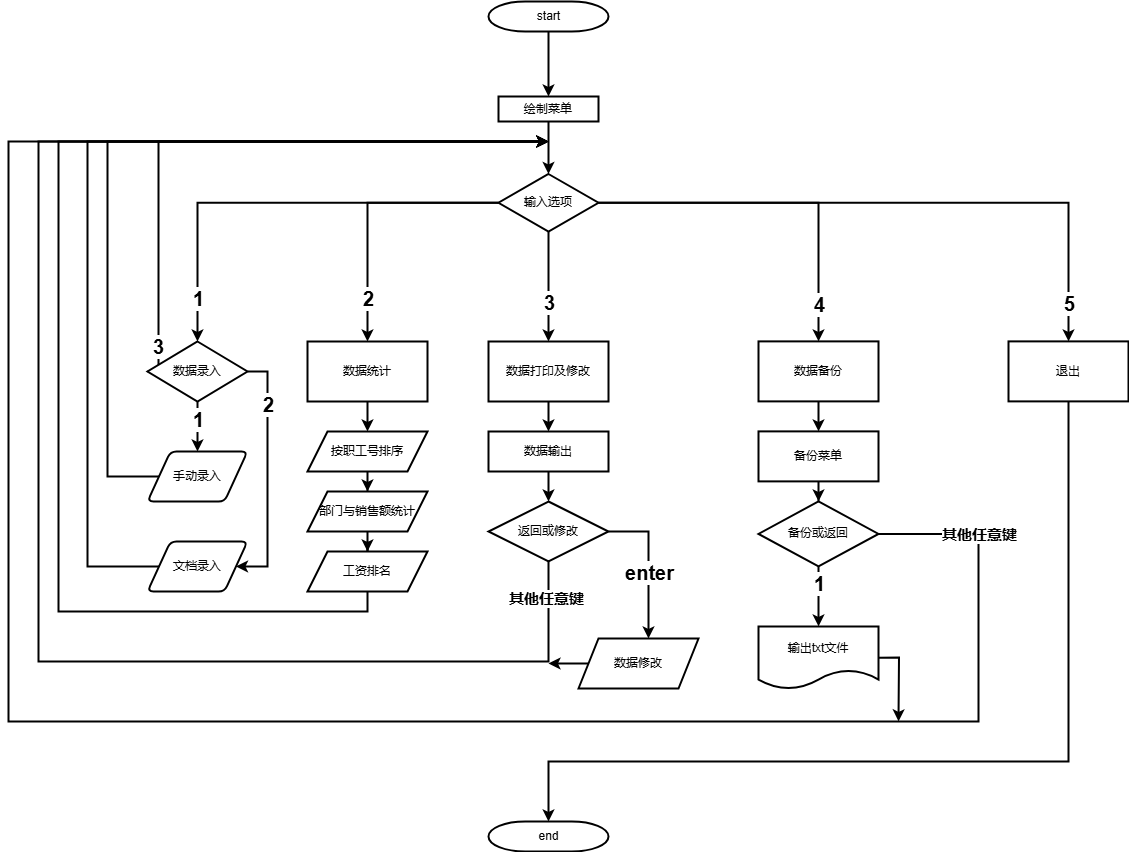 start
绘制菜单
输入选项
1
2
3
4
5
3
数据录入
2
1
手动录入
文档录入
数据统计
按职工号排序
部门与销售额统计
工资排名
数据打印及修改
数据输出
返回或修改
enter
其他任意键
数据修改
数据备份
备份菜单
备份或返回
其他任意键
1
输出txt文件
退出
end